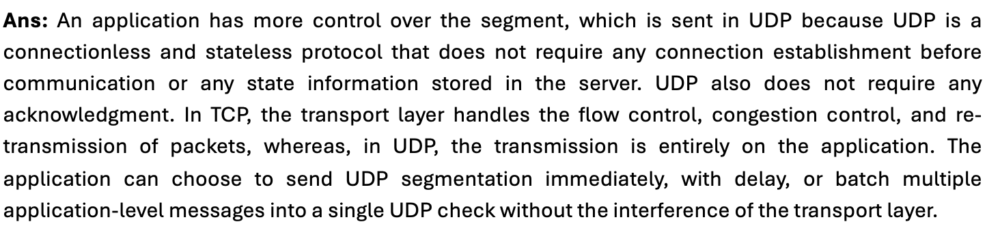 Ans: An application has more control over the segment, which is sent in UDP because UDP is a
connectionless and stateless protocol that does not require any connection establishment before
communication or any state information stored in the server. UDP also does not require any
acknowledgment. In TCP, the transport layer handles the flow control, congestion control, and re-
transmission of packets, whereas, in UDP, the transmission is entirely on the application. The
application can choose to send UDP segmentation immediately, with delay, or batch multiple
application-level messages into a single UDP check without the interference of the transport layer.